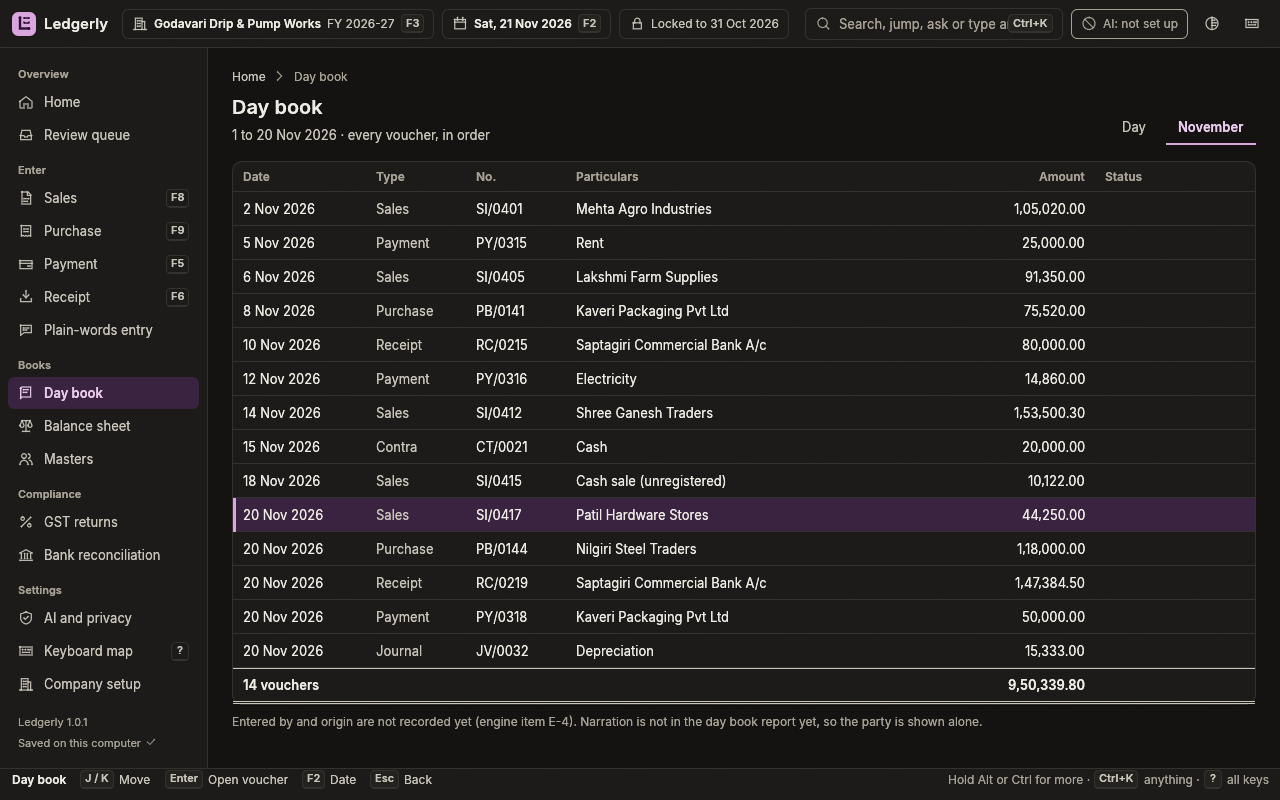 Ledgerly
Godavari Drip & Pump Works FY 2026-27 F3
Sat, 21 Nov 2026 F2
Locked to 31 Oct 2026
Search, jump, ask or type a Ctrl+K
AI: not set up
Overview
Home
Review queue
Enter
Sales F8
Purchase F9
Payment F5
Receipt F6
Plain-words entry
Books
Day book
Balance sheet
Masters
Compliance
GST returns
Bank reconciliation
Settings
AI and privacy
Keyboard map ?
Company setup
Ledgerly 1.0.1
Saved on this computer
Home > Day book
Day book
1 to 20 Nov 2026 · every voucher, in order
Day November
Date Type No. Particulars Amount Status
2 Nov 2026 Sales SI/0401 Mehta Agro Industries 1,05,020.00
5 Nov 2026 Payment PY/0315 Rent 25,000.00
6 Nov 2026 Sales SI/0405 Lakshmi Farm Supplies 91,350.00
8 Nov 2026 Purchase PB/0141 Kaveri Packaging Pvt Ltd 75,520.00
10 Nov 2026 Receipt RC/0215 Saptagiri Commercial Bank A/c 80,000.00
12 Nov 2026 Payment PY/0316 Electricity 14,860.00
14 Nov 2026 Sales SI/0412 Shree Ganesh Traders 1,53,500.30
15 Nov 2026 Contra CT/0021 Cash 20,000.00
18 Nov 2026 Sales SI/0415 Cash sale (unregistered) 10,122.00
20 Nov 2026 Sales SI/0417 Patil Hardware Stores 44,250.00
20 Nov 2026 Purchase PB/0144 Nilgiri Steel Traders 1,18,000.00
20 Nov 2026 Receipt RC/0219 Saptagiri Commercial Bank A/c 1,47,384.50
20 Nov 2026 Payment PY/0318 Kaveri Packaging Pvt Ltd 50,000.00
20 Nov 2026 Journal JV/0032 Depreciation 15,333.00
14 vouchers 9,50,339.80
Entered by and origin are not recorded yet (engine item E-4). Narration is not in the day book report yet, so the party is shown alone.
Day book J / K Move Enter Open voucher F2 Date Esc Back
Hold Alt or Ctrl for more · Ctrl+K anything · ? all keys